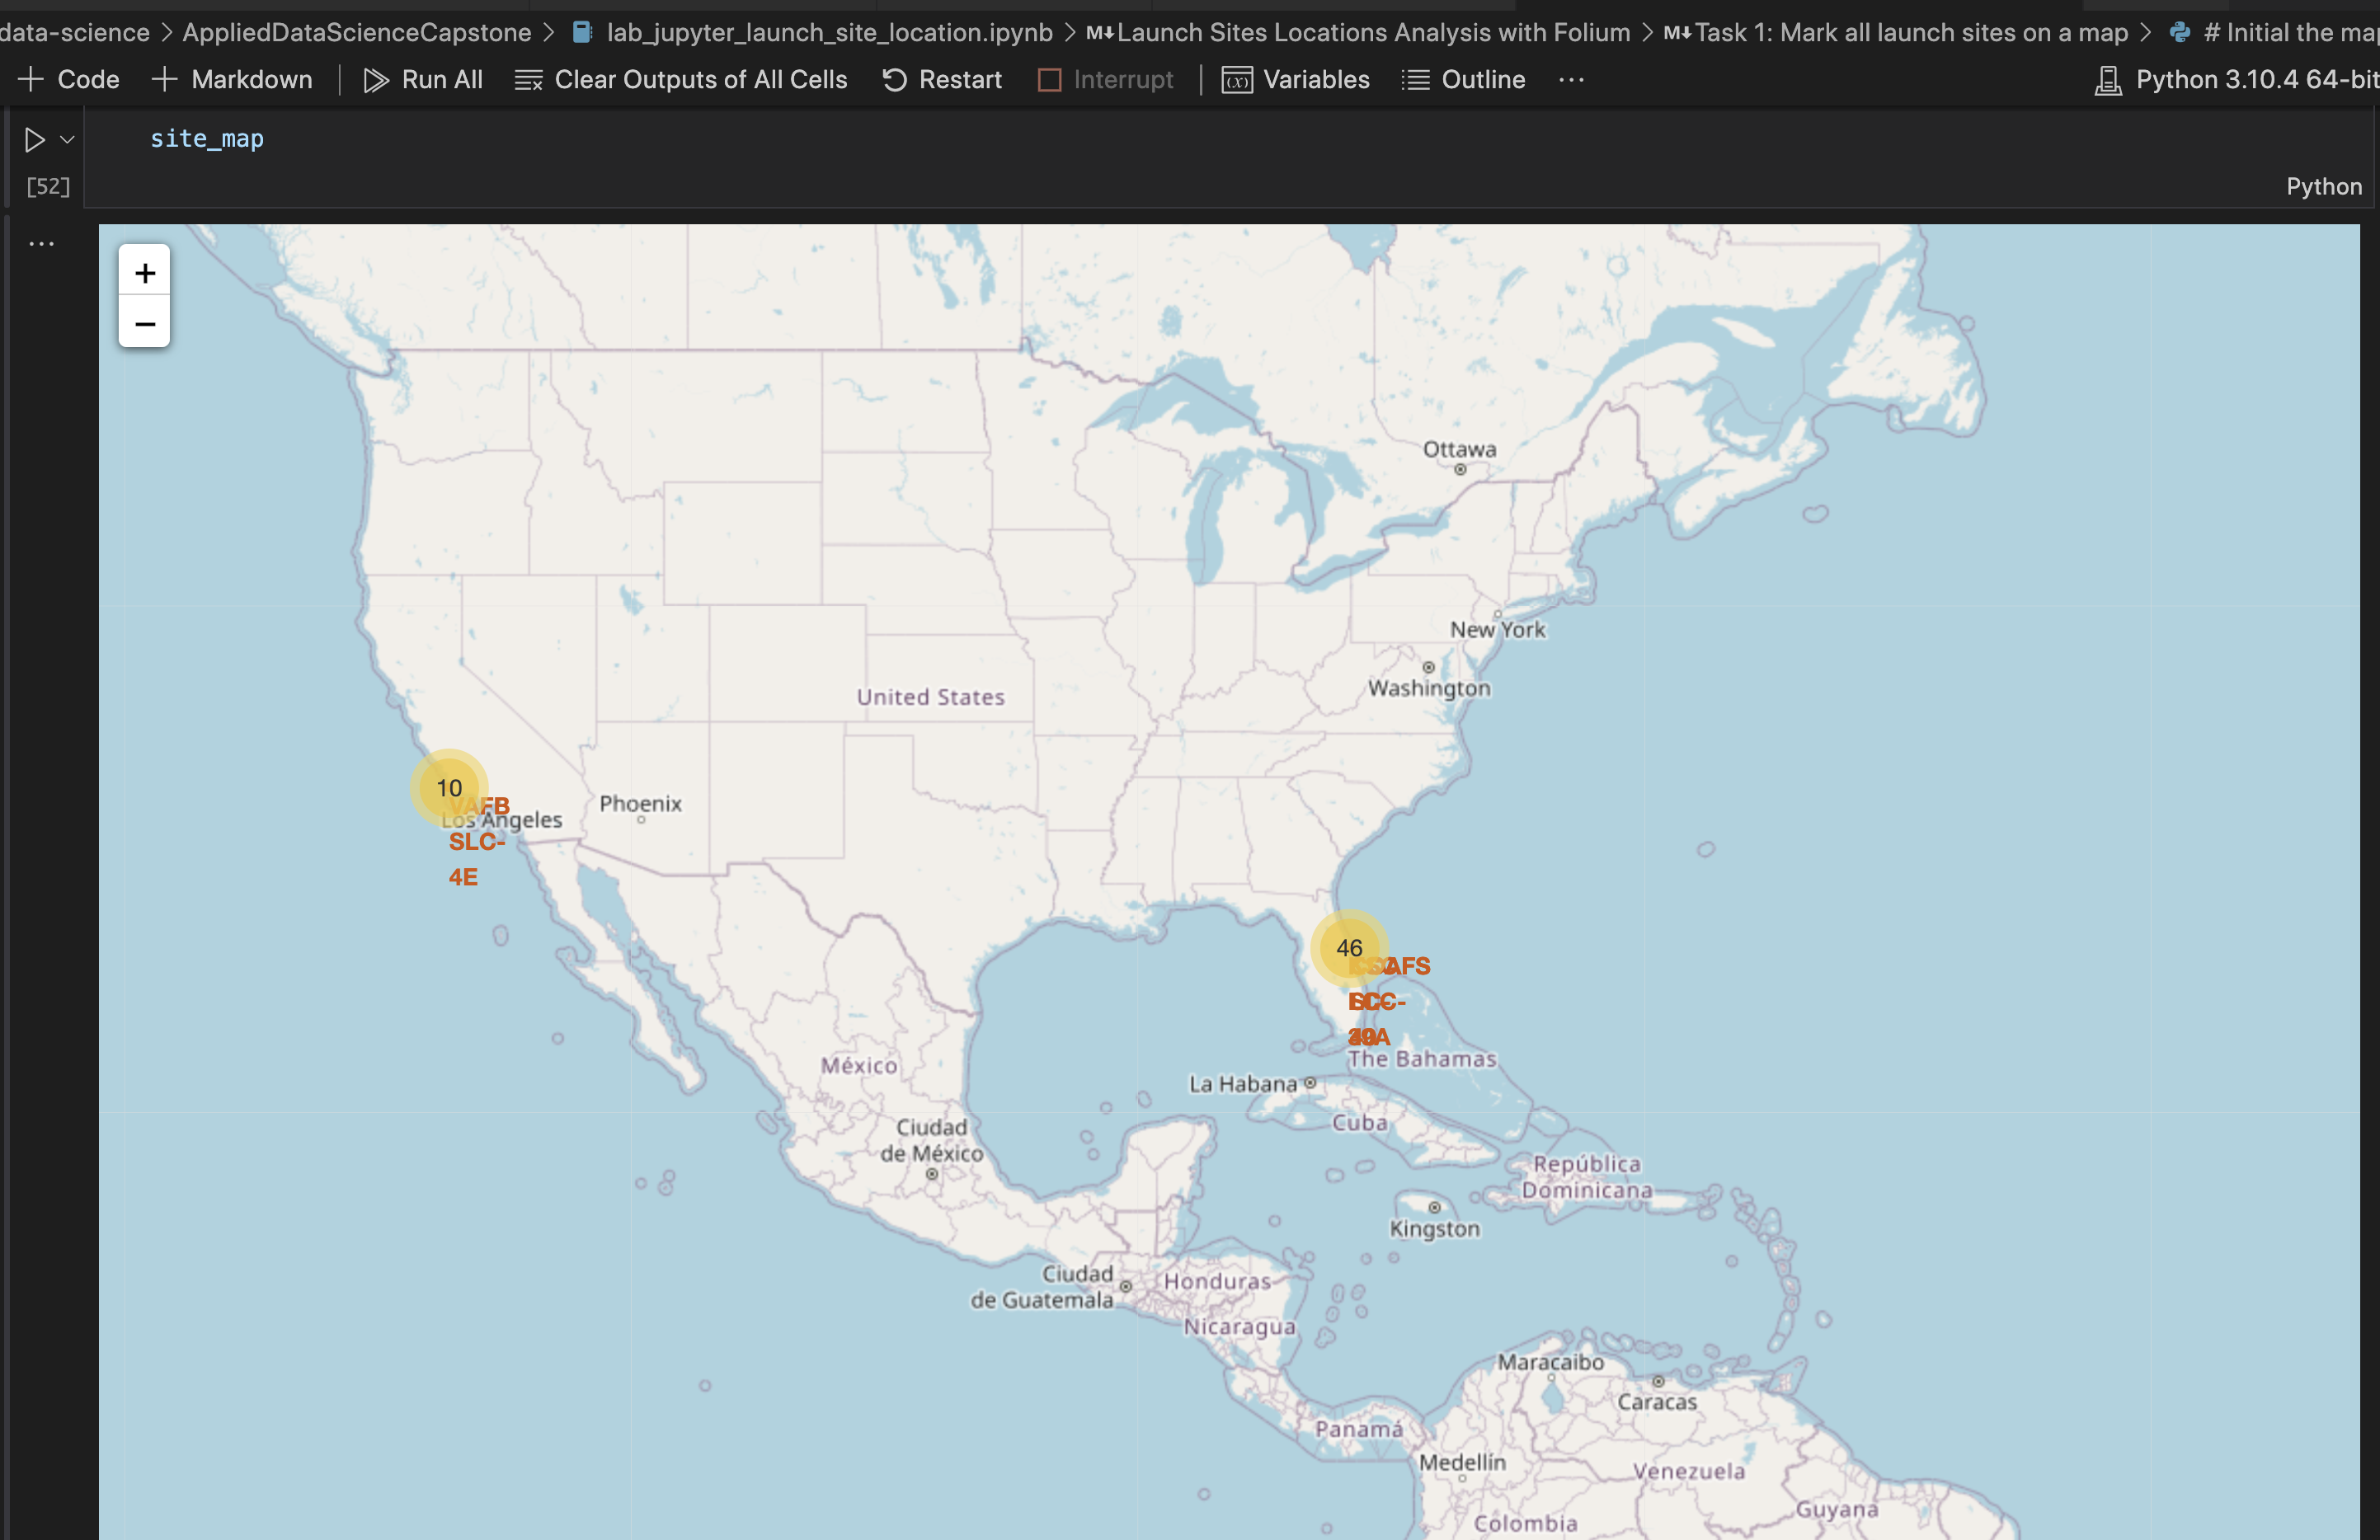 data-science > AppliedDataScienceCapstone > lab_jupyter_launch_site_location.ipynb > M↓Launch Sites Locations Analysis with Folium > M↓Task 1: Mark all launch sites on a map > # Initial the map
+ Code + Markdown | Run All Clear Outputs of All Cells Restart Interrupt | (x) Variables Outline ··· Python 3.10.4 64-bit
site_map
[52]
Python
···
+
−
Ottawa
New York
Washington
United States
10
VAFB
Los Angeles
SLC-
4E
Phoenix
46
The Bahamas
México
La Habana
Cuba
Ciudad
de México
República
Dominicana
Kingston
Ciudad
de Guatemala
Honduras
Nicaragua
Maracaibo
Caracas
Panamá
Medellín
Venezuela
Guyana
Colombia